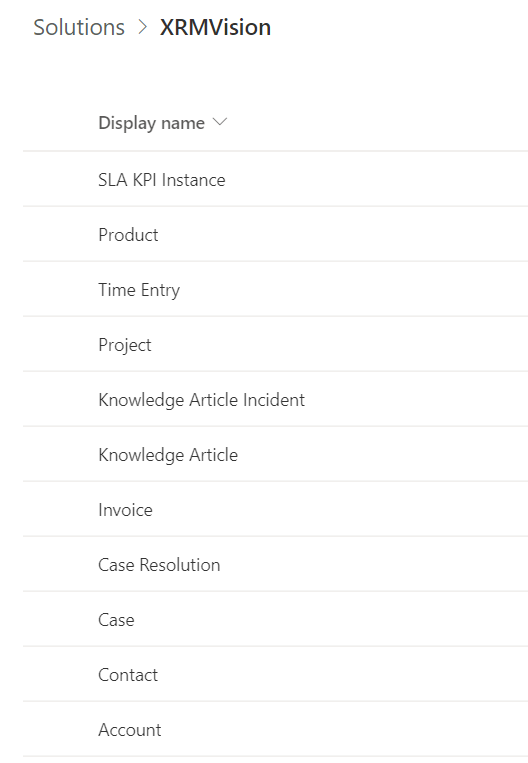 Solutions > XRMVision
Display name
SLA KPI Instance
Product
Time Entry
Project
Knowledge Article Incident
Knowledge Article
Invoice
Case Resolution
Case
Contact
Account